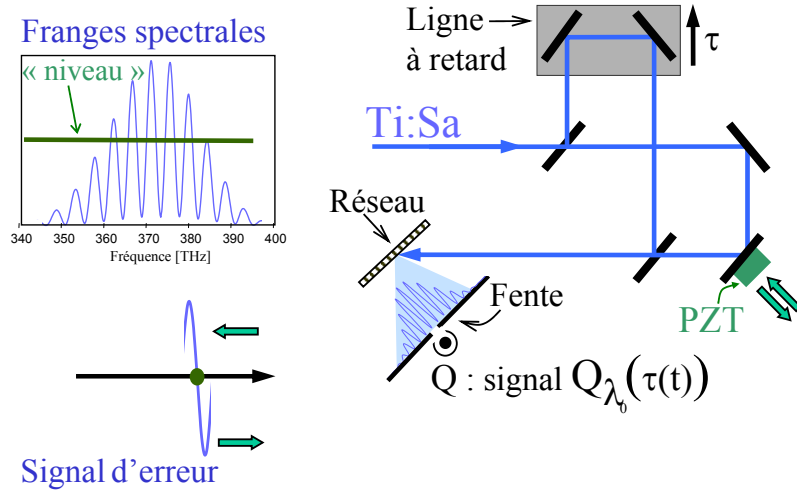 Franges spectrales
« niveau »
340 350 360 370 380 390 400
Fréquence [THz]
Ligne
à retard
τ
Ti:Sa
Réseau
Fente
PZT
Q : signal Qλ₀(τ(t))
Signal d’erreur